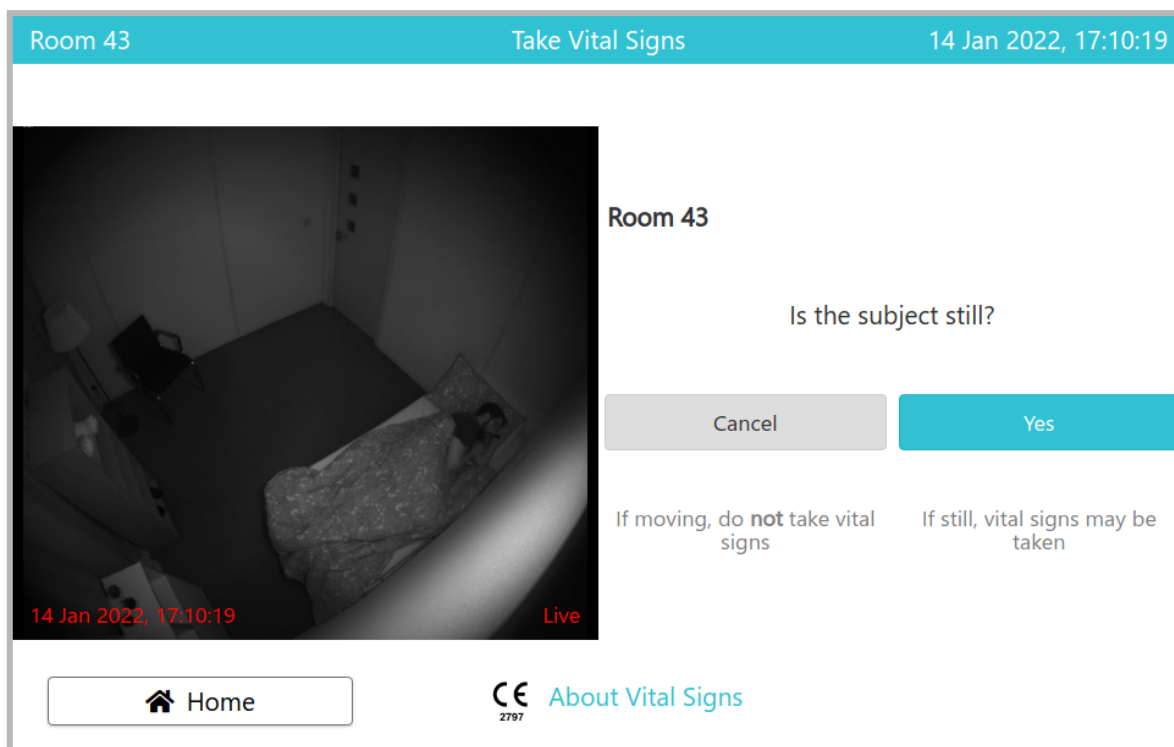 Room 43
Take Vital Signs
14 Jan 2022, 17:10:19
Room 43
Is the subject still?
Cancel
Yes
If moving, do not take vital
signs
If still, vital signs may be
taken
14 Jan 2022, 17:10:19
Live
Home
CE
2797
About Vital Signs